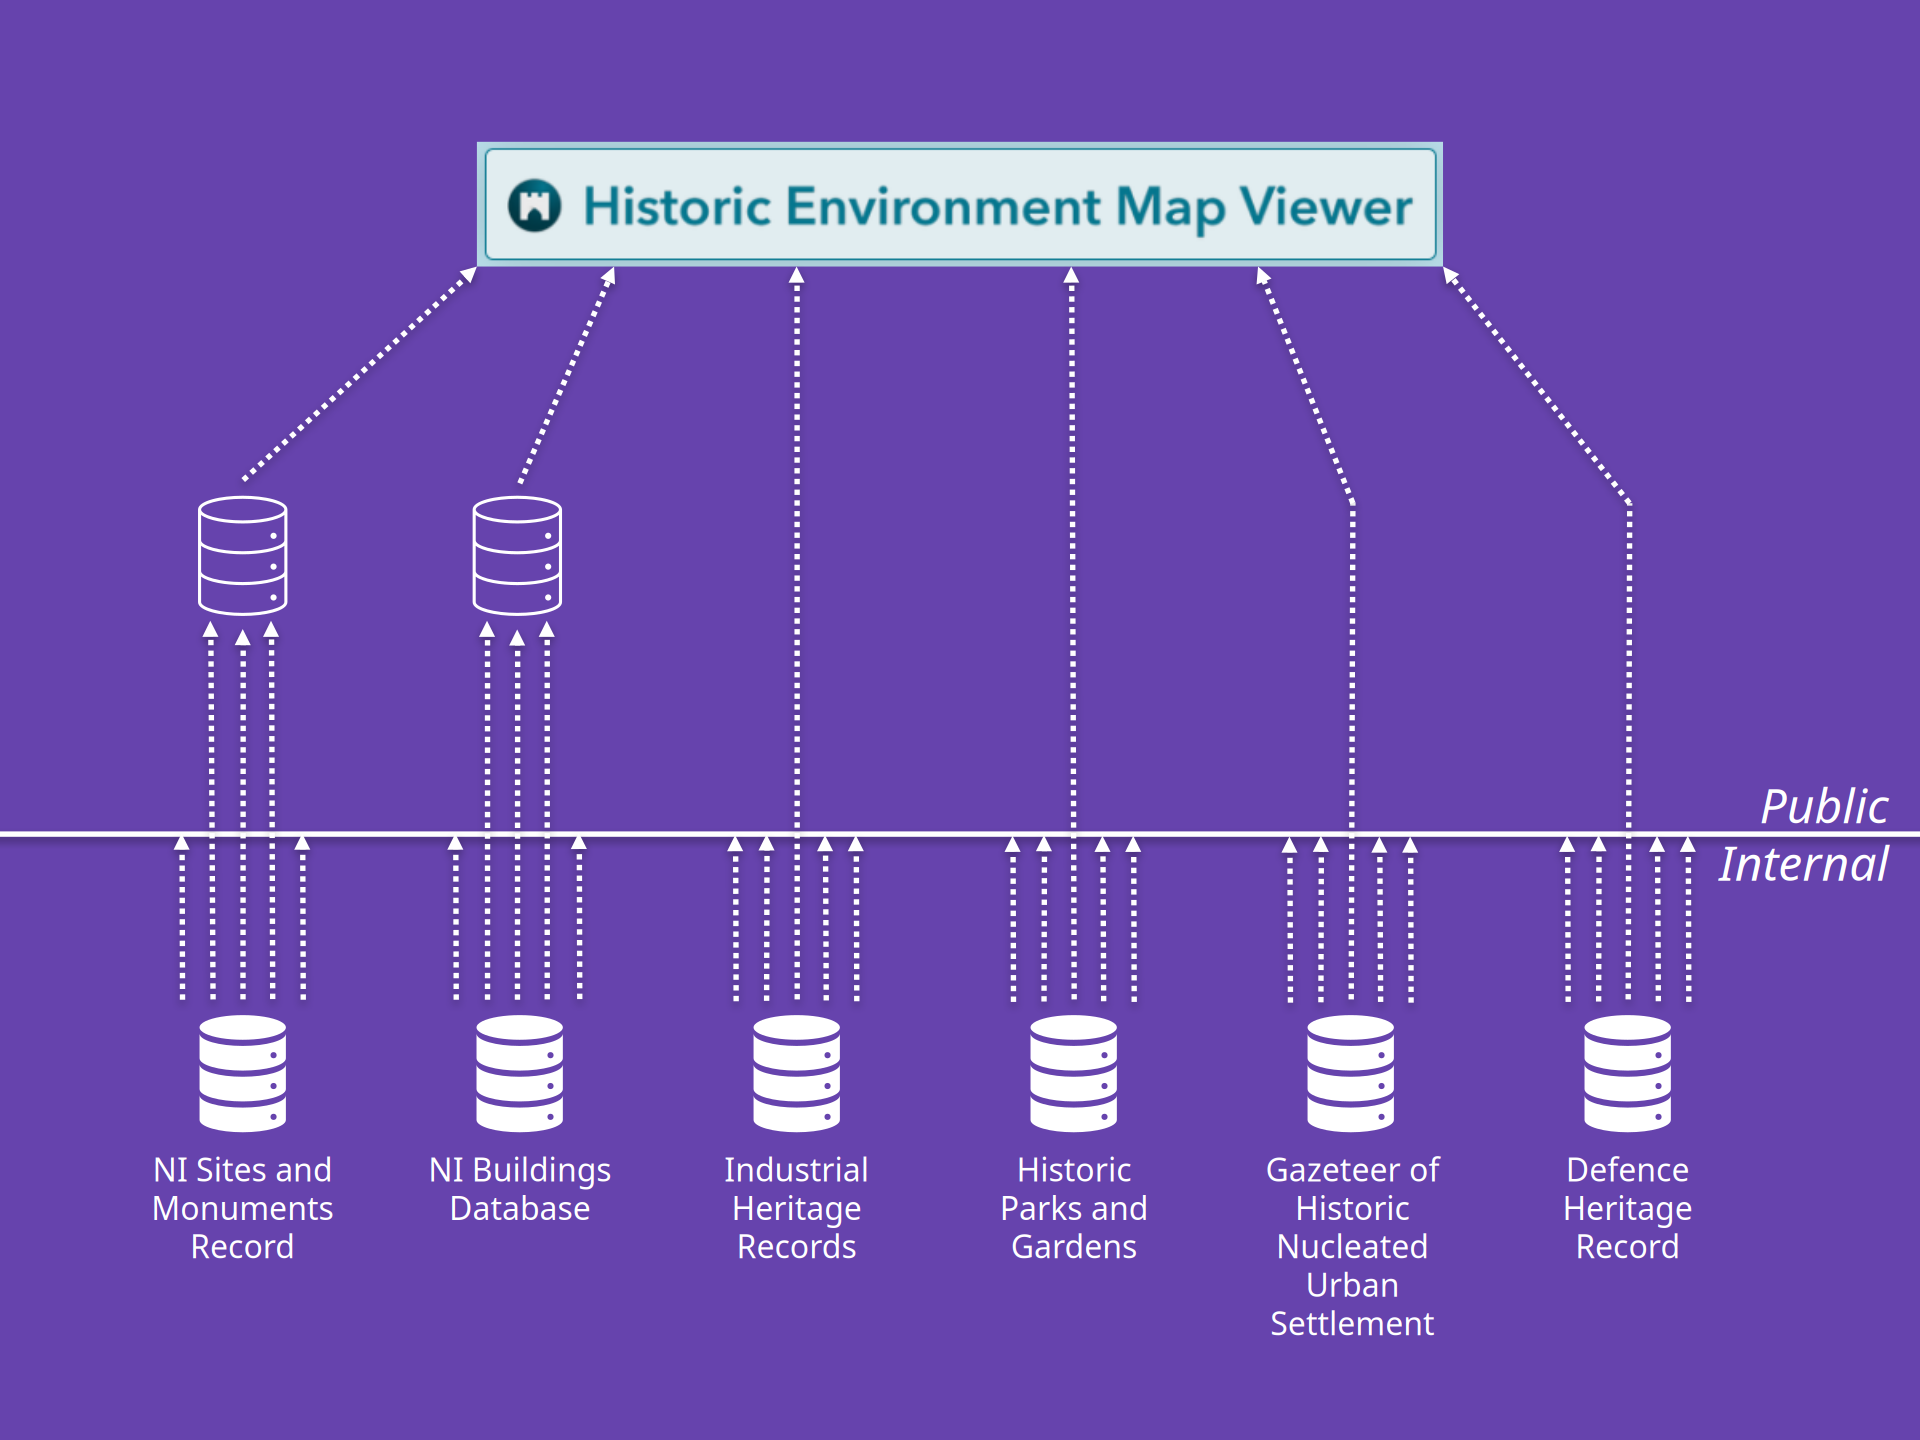 Historic Environment Map Viewer
Public
Internal
NI Sites and
Monuments
Record
NI Buildings
Database
Industrial
Heritage
Records
Historic
Parks and
Gardens
Gazeteer of
Historic
Nucleated
Urban
Settlement
Defence
Heritage
Record